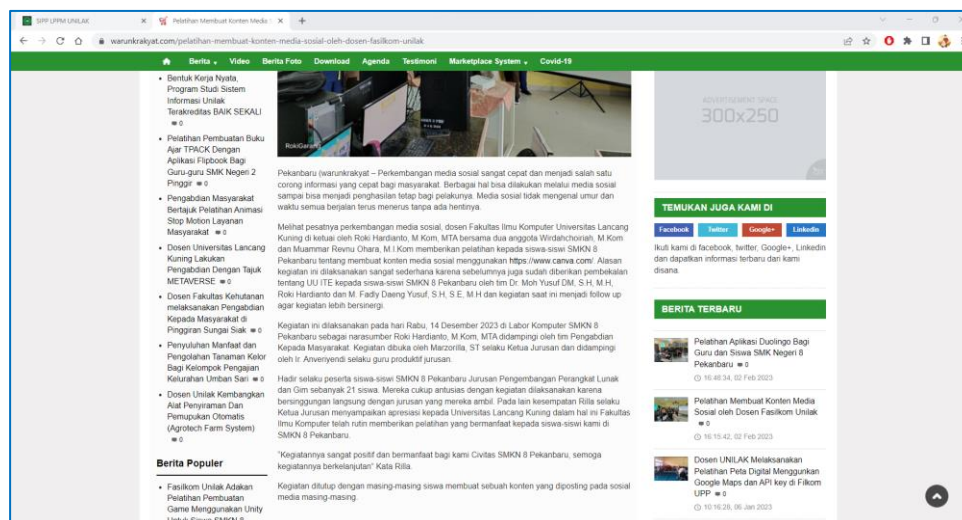 SIPP LPPM UNILAK
Pelatihan Membuat Konten Media S
warunkrakyat.com/pelatihan-membuat-konten-media-sosial-oleh-dosen-fasilkom-unilak
Berita Video Berita Foto Download Agenda Testimoni Marketplace System Covid-19
Bentuk Kerja Nyata,
Program Studi Sistem
Informasi Unilak
Terakreditas BAIK SEKALI
0
Pelatihan Pembuatan Buku
Ajar TPACK Dengan
Aplikasi Flipbook Bagi
Guru-guru SMK Negeri 2
Pinggir 0
Pengabdian Masyarakat
Bertajuk Pelatihan Animasi
Stop Motion Layanan
Masyarakat 0
Dosen Universitas Lancang
Kuning Lakukan
Pengabdian Dengan Tajuk
METAVERSE 0
Dosen Fakultas Kehutanan
melaksanakan Pengabdian
Kepada Masyarakat di
Pinggiran Sungai Siak 0
Penyuluhan Manfaat dan
Pengolahan Tanaman Kelor
Bagi Kelompok Pengajian
Kelurahan Umban Sari 0
Dosen Unilak Kembangkan
Alat Penyiraman Dan
Pemupukan Otomatis
(Agrotech Farm System)
0
Berita Populer
Fasilkom Unilak Adakan
Pelatihan Pembuatan
Game Menggunakan Unity
Untuk Siswa SMKN 8
RokiGarans
Pekanbaru (warunkrakyat – Perkembangan media sosial sangat cepat dan menjadi salah satu
corong informasi yang cepat bagi masyarakat. Berbagai hal bisa dilakukan melalui media sosial
sampai bisa menjadi penghasilan tetap bagi pelakunya. Media sosial tidak mengenal umur dan
waktu semua berjalan terus menerus tanpa ada hentinya.
Melihat pesatnya perkembangan media sosial, dosen Fakultas Ilmu Komputer Universitas Lancang
Kuning di ketuai oleh Roki Hardianto, M.Kom, MTA bersama dua anggota Wirdahchoiriah, M.Kom
dan Muammar Revnu Ohara, M.I.Kom memberikan pelatihan kepada siswa-siswi SMKN 8
Pekanbaru tentang membuat konten media sosial menggunakan https://www.canva.com/. Alasan
kegiatan ini dilaksanakan sangat sederhana karena sebelumnya juga sudah diberikan pembekalan
tentang UU ITE kepada siswa-siswi SMKN 8 Pekanbaru oleh tim Dr. Moh Yusuf DM, S.H, M.H,
Roki Hardianto dan M. Fadly Daeng Yusuf, S.H, S.E, M.H dan kegiatan saat ini menjadi follow up
agar kegiatan lebih bersinergi.
Kegiatan ini dilaksanakan pada hari Rabu, 14 Desember 2023 di Labor Komputer SMKN 8
Pekanbaru sebagai narasumber Roki Hardianto, M.Kom, MTA didampingi oleh tim Pengabdian
Kepada Masyarakat. Kegiatan dibuka oleh Marzorilla, ST selaku Ketua Jurusan dan didampingi
oleh Ir. Anveriyendi selaku guru produktif jurusan.
Hadir selaku peserta siswa-siswi SMKN 8 Pekanbaru Jurusan Pengembangan Perangkat Lunak
dan Gim sebanyak 21 siswa. Mereka cukup antusias dengan kegiatan dilaksanakan karena
bersinggungan langsung dengan jurusan yang mereka ambil. Pada lain kesempatan Rilla selaku
Ketua Jurusan menyampaikan apresiasi kepada Universitas Lancang Kuning dalam hal ini Fakultas
Ilmu Komputer telah rutin memberikan pelatihan yang bermanfaat kepada siswa-siswi kami di
SMKN 8 Pekanbaru.
"Kegiatannya sangat positif dan bermanfaat bagi kami Civitas SMKN 8 Pekanbaru, semoga
kegiatannya berkelanjutan" Kata Rilla.
Kegiatan ditutup dengan masing-masing siswa membuat sebuah konten yang diposting pada sosial
media masing-masing.
ADVERTISEMENT SPACE
300x250
TEMUKAN JUGA KAMI DI
Facebook Twitter Google+ Linkedin
Ikuti kami di facebook, twitter, Google+, Linkedin
dan dapatkan informasi terbaru dari kami
disana.
BERITA TERBARU
Pelatihan Aplikasi Duolingo Bagi
Guru dan Siswa SMK Negeri 8
Pekanbaru 0
16:48:34, 02 Feb 2023
Pelatihan Membuat Konten Media
Sosial oleh Dosen Fasilkom Unilak
0
16:15:42, 02 Feb 2023
Dosen UNILAK Melaksanakan
Pelatihan Peta Digital Menggunkan
Google Maps dan API key di Filkom
UPP 0
10:16:28, 06 Jan 2023